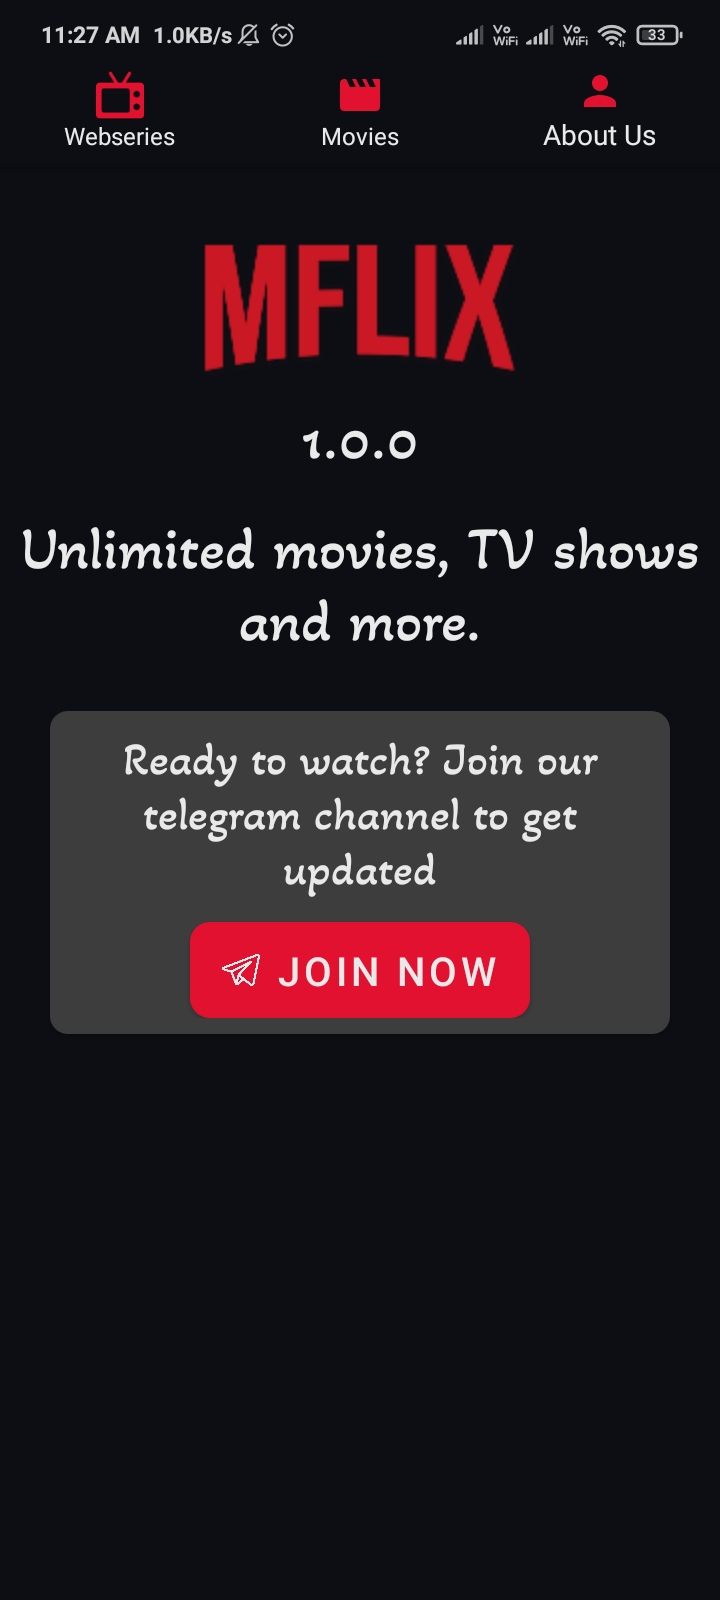 11:27 AM 1.0KB/s Vo WiFi Vo WiFi 33
Webseries Movies About Us
MFLIX
1.0.0
Unlimited movies, TV shows
and more.
Ready to watch? Join our
telegram channel to get
updated
JOIN NOW